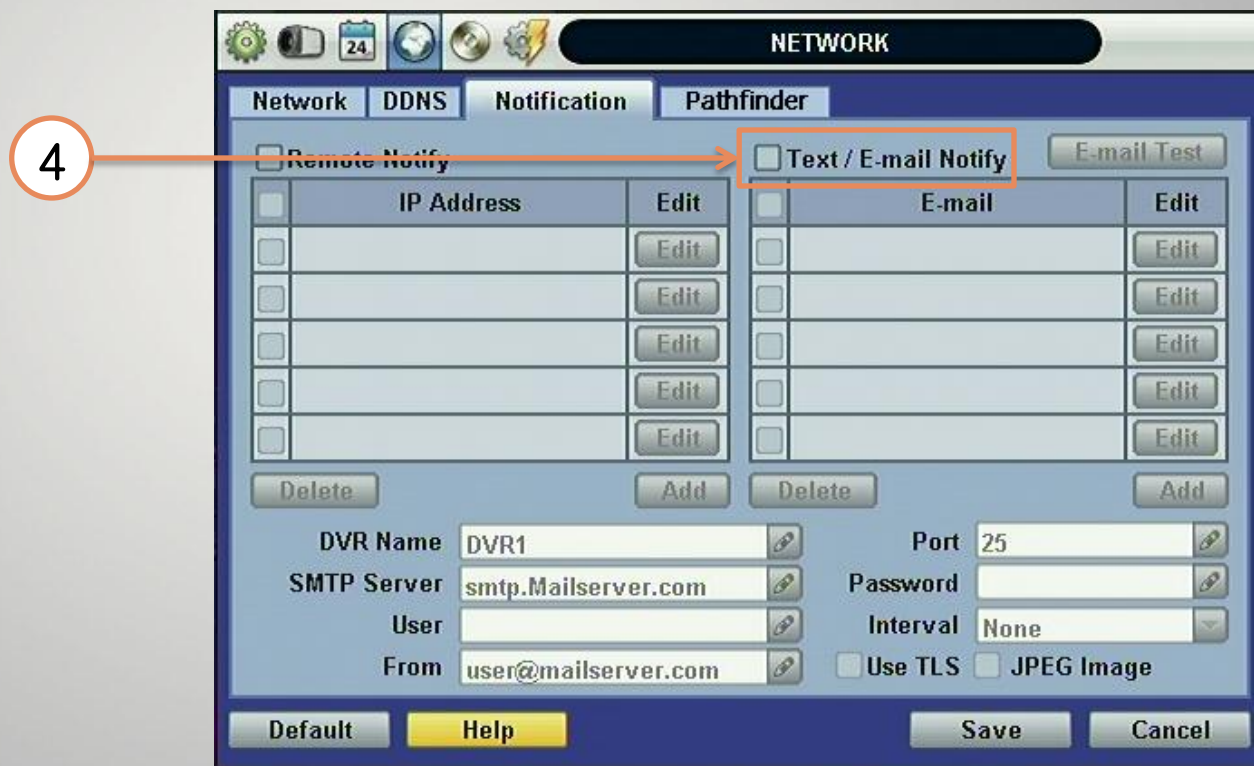 24
NETWORK
Network DDNS Notification Pathfinder
4
Remote Notify
Text / E-mail Notify E-mail Test
IP Address Edit
E-mail Edit
Edit Edit
Edit Edit
Edit Edit
Edit Edit
Edit Edit
Delete Add Delete Add
DVR Name DVR1 Port 25
SMTP Server smtp.Mailserver.com Password
User Interval None
From user@mailserver.com Use TLS JPEG Image
Default Help Save Cancel